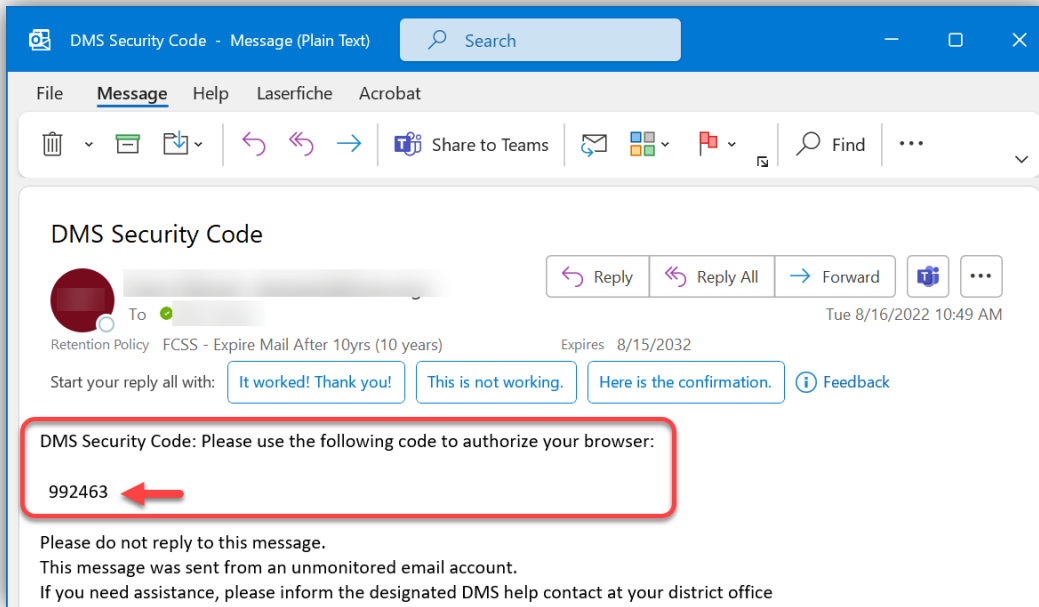 DMS Security Code - Message (Plain Text)
Search
File Message Help Laserfiche Acrobat
Share to Teams
Find
DMS Security Code
Reply Reply All Forward
To
Tue 8/16/2022 10:49 AM
Retention Policy FCSS - Expire Mail After 10yrs (10 years) Expires 8/15/2032
Start your reply all with: It worked! Thank you! This is not working. Here is the confirmation. Feedback
DMS Security Code: Please use the following code to authorize your browser:
992463
Please do not reply to this message.
This message was sent from an unmonitored email account.
If you need assistance, please inform the designated DMS help contact at your district office